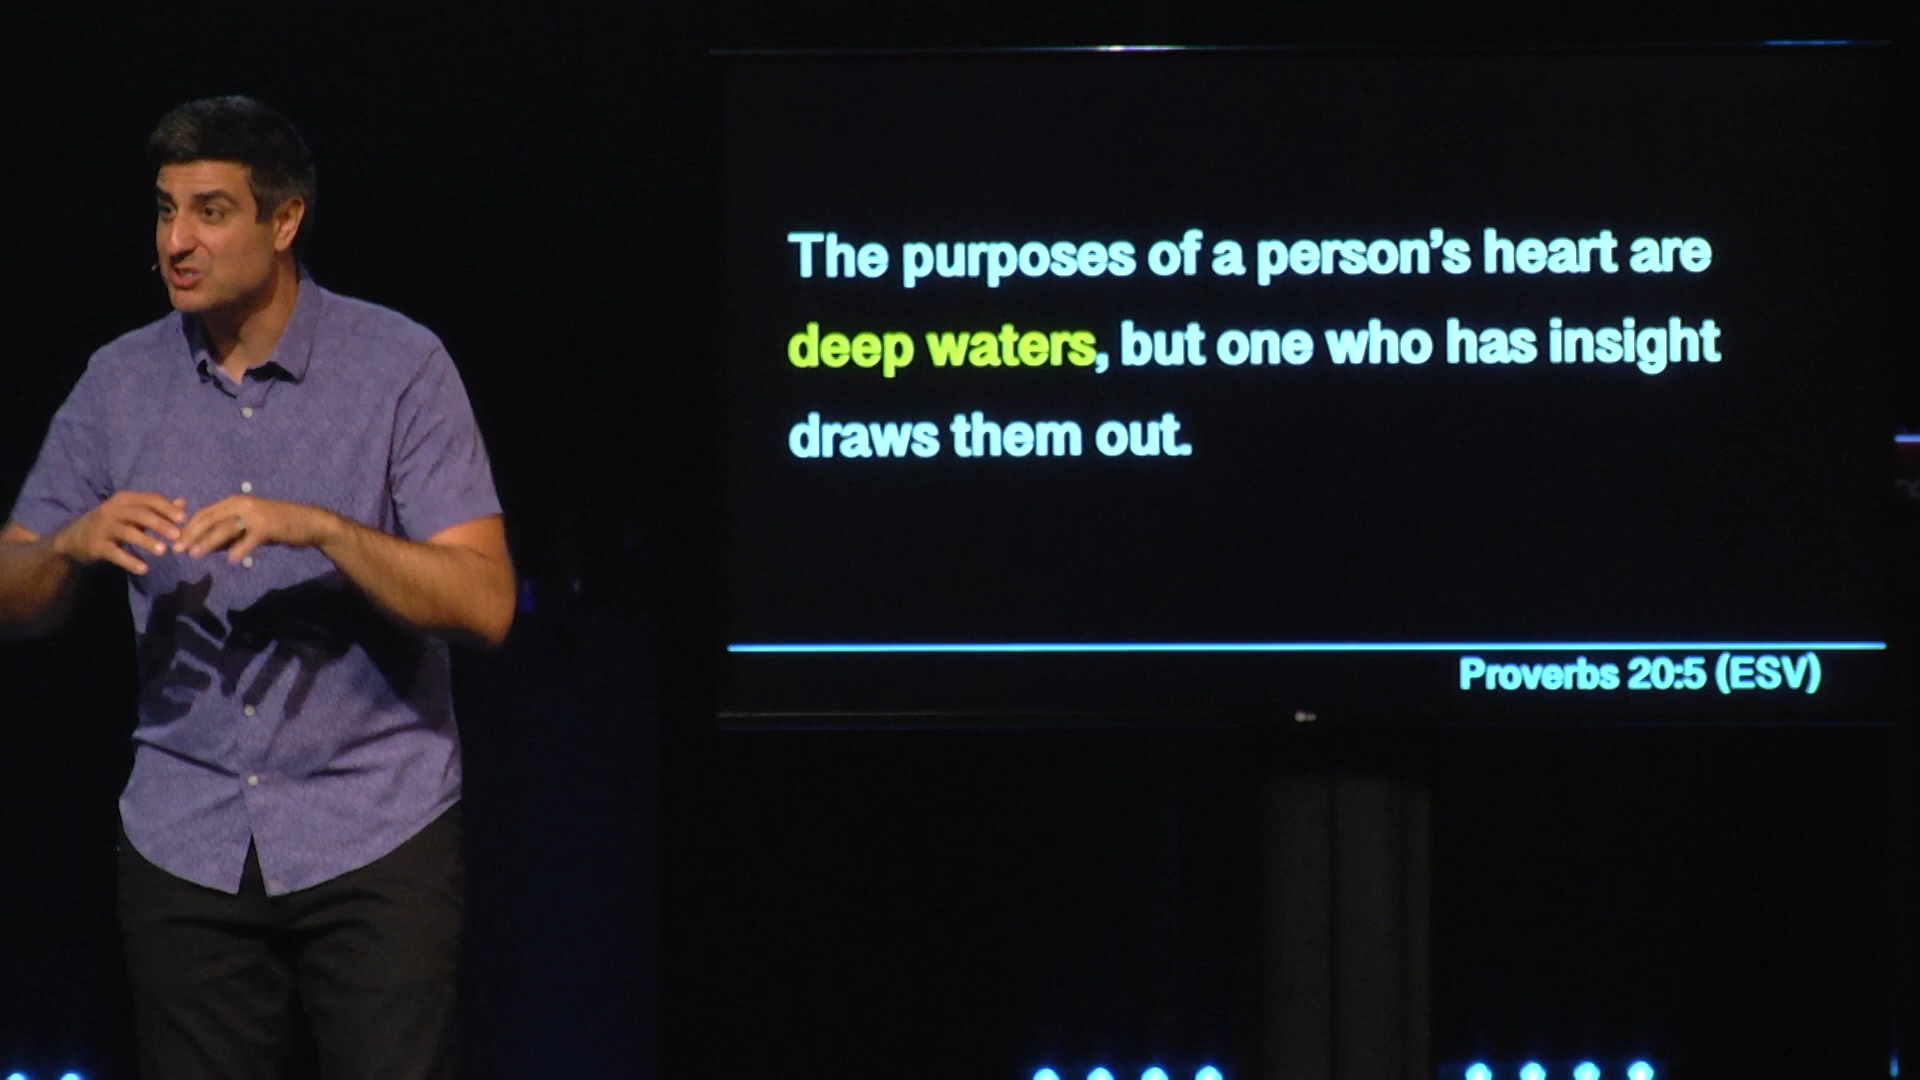 The purposes of a person’s heart are
deep waters, but one who has insight
draws them out.
Proverbs 20:5 (ESV)